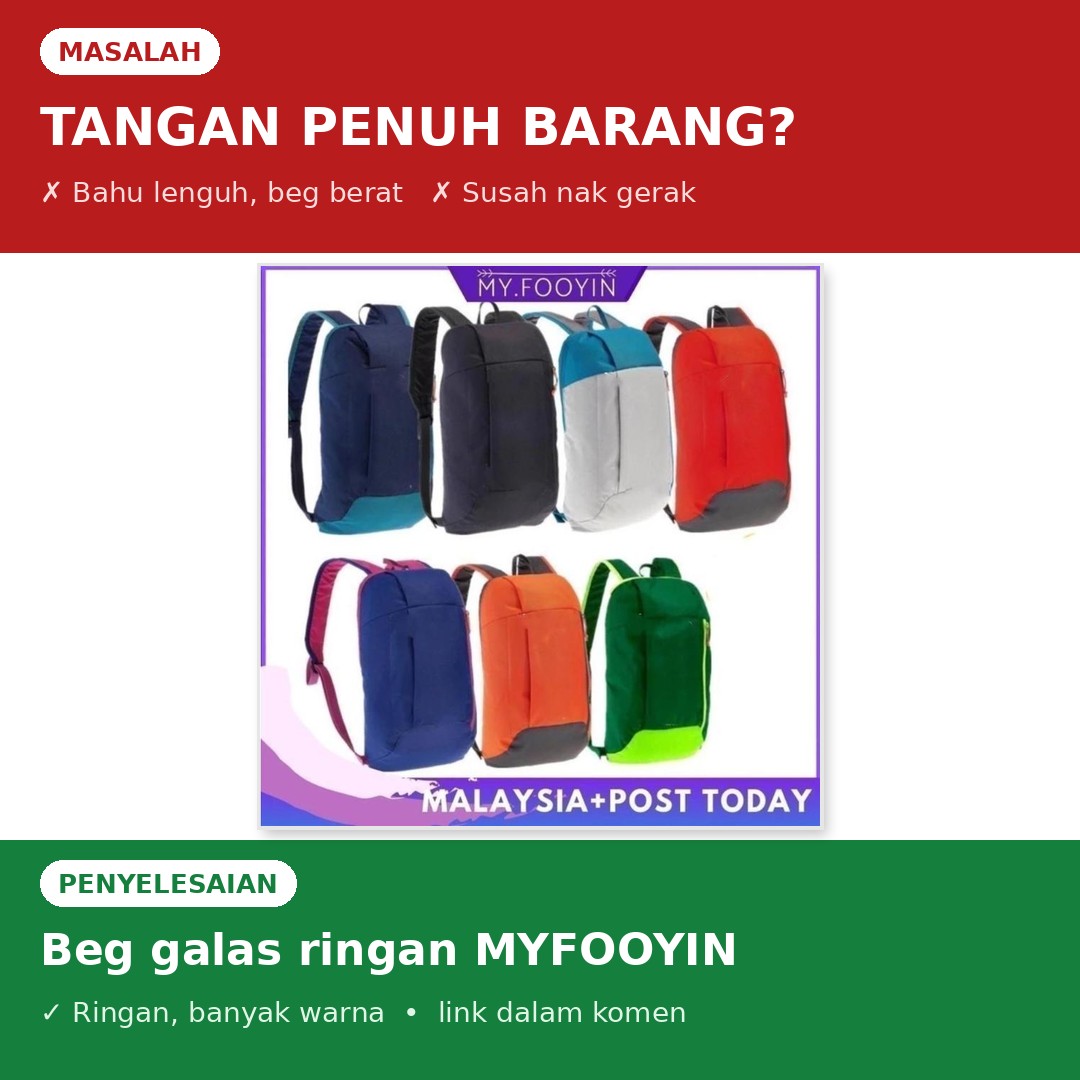 MASALAH
TANGAN PENUH BARANG?
✗ Bahu lenguh, beg berat ✗ Susah nak gerak
MY.FOOYIN
MALAYSIA+POST TODAY
PENYELESAIAN
Beg galas ringan MYFOOYIN
✓ Ringan, banyak warna • link dalam komen